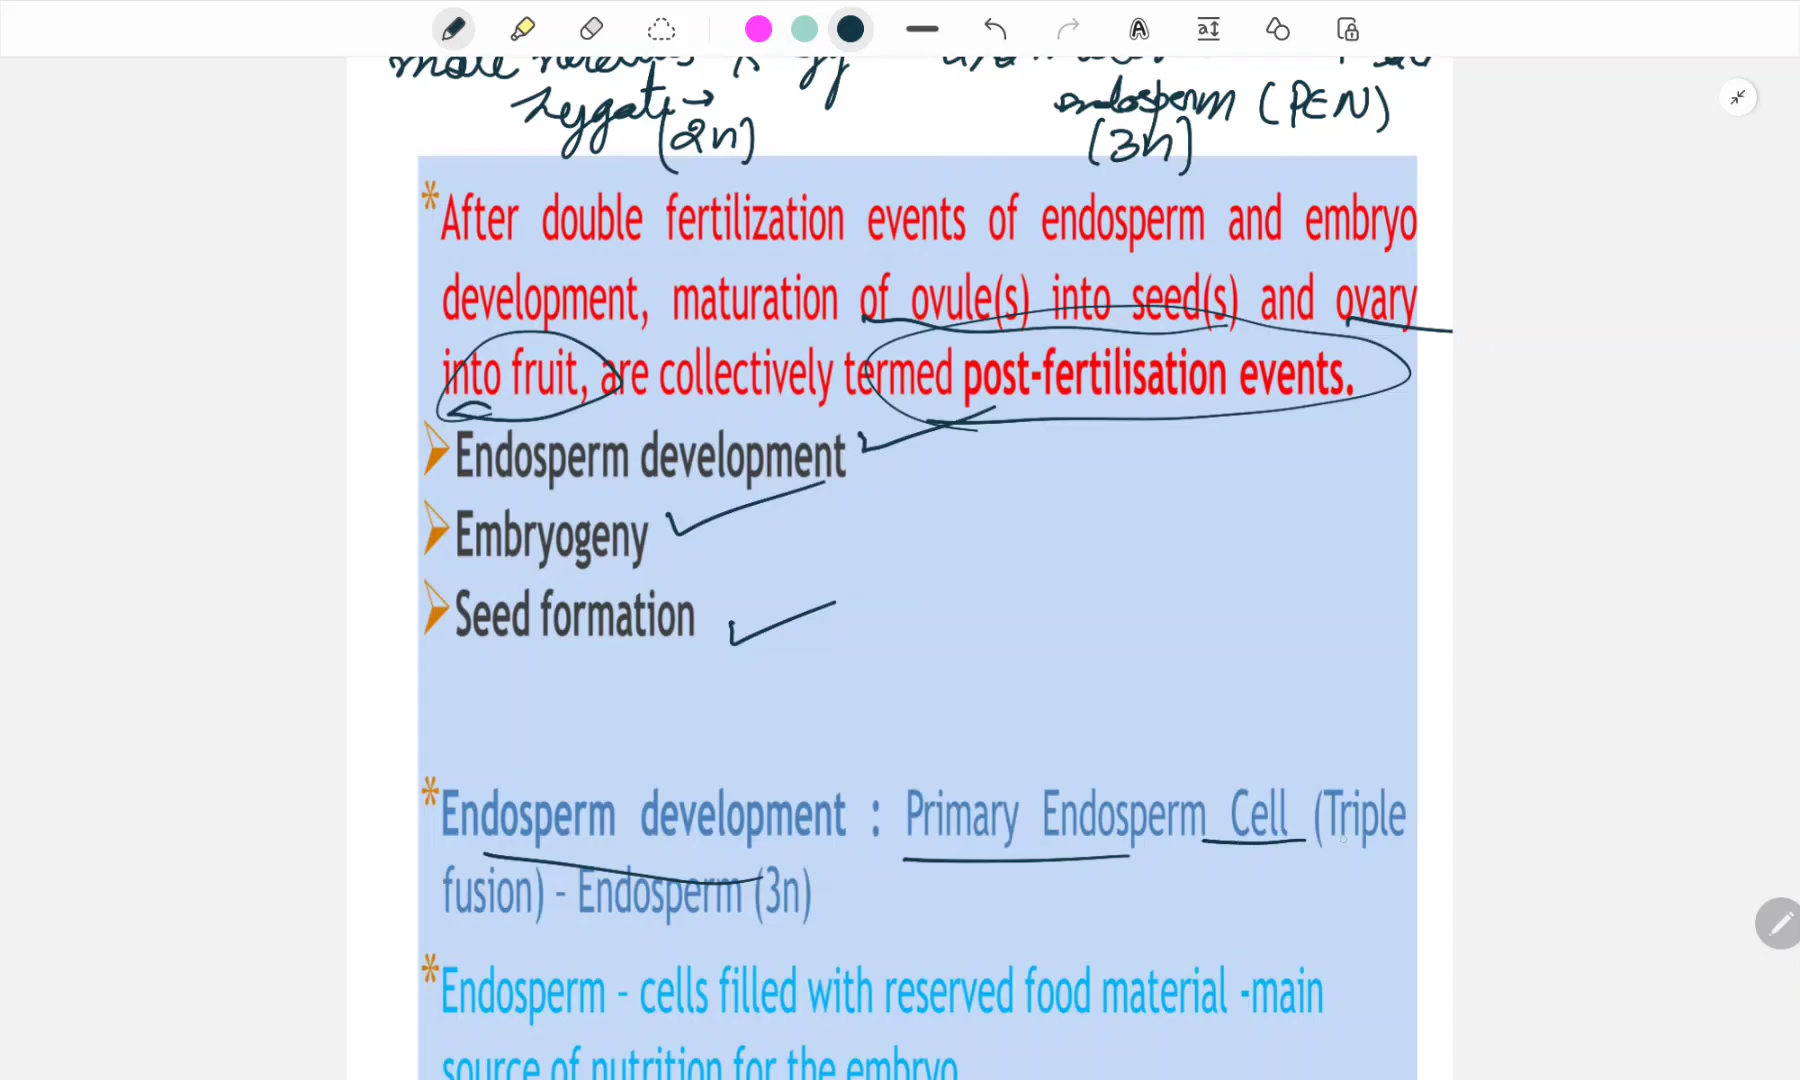 male
zygote →
(2n)
endosperm (PEN)
(3n)
* After double fertilization events of endosperm and embryo
development, maturation of ovule(s) into seed(s) and ovary
into fruit, are collectively termed post-fertilisation events.
Endosperm development
Embryogeny
Seed formation
* Endosperm development : Primary Endosperm Cell (Triple
fusion) - Endosperm (3n)
* Endosperm - cells filled with reserved food material -main
source of nutrition for the embryo